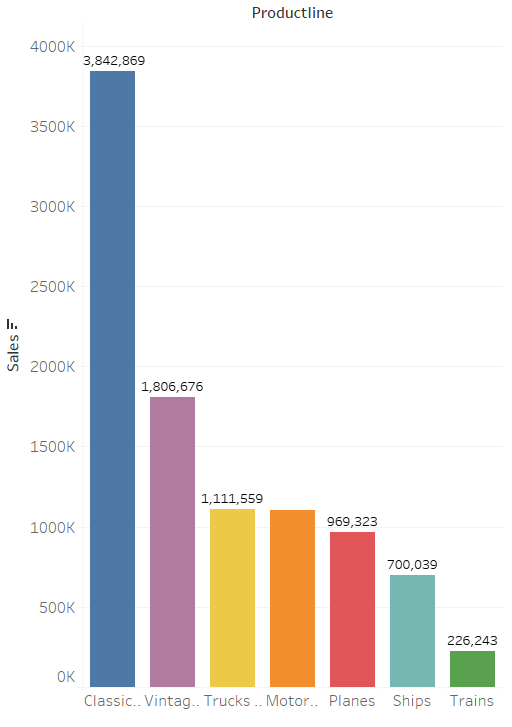 Productline
4000K
3500K
3000K
2500K
2000K
1500K
1000K
500K
0K
Sales
3,842,869
1,806,676
1,111,559
969,323
700,039
226,243
Classic..
Vintag..
Trucks ..
Motor..
Planes
Ships
Trains